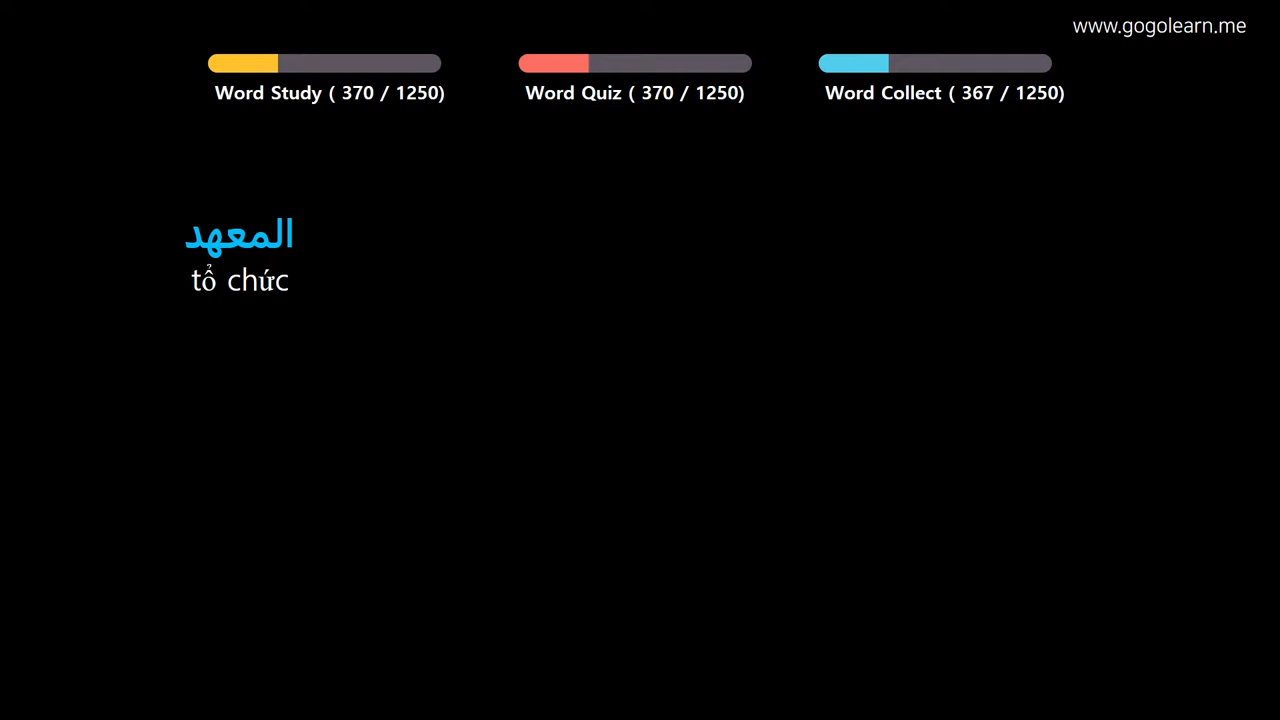 www.gogolearn.me
Word Study ( 370 / 1250)
Word Quiz ( 370 / 1250)
Word Collect ( 367 / 1250)
المعهد
tổ chức